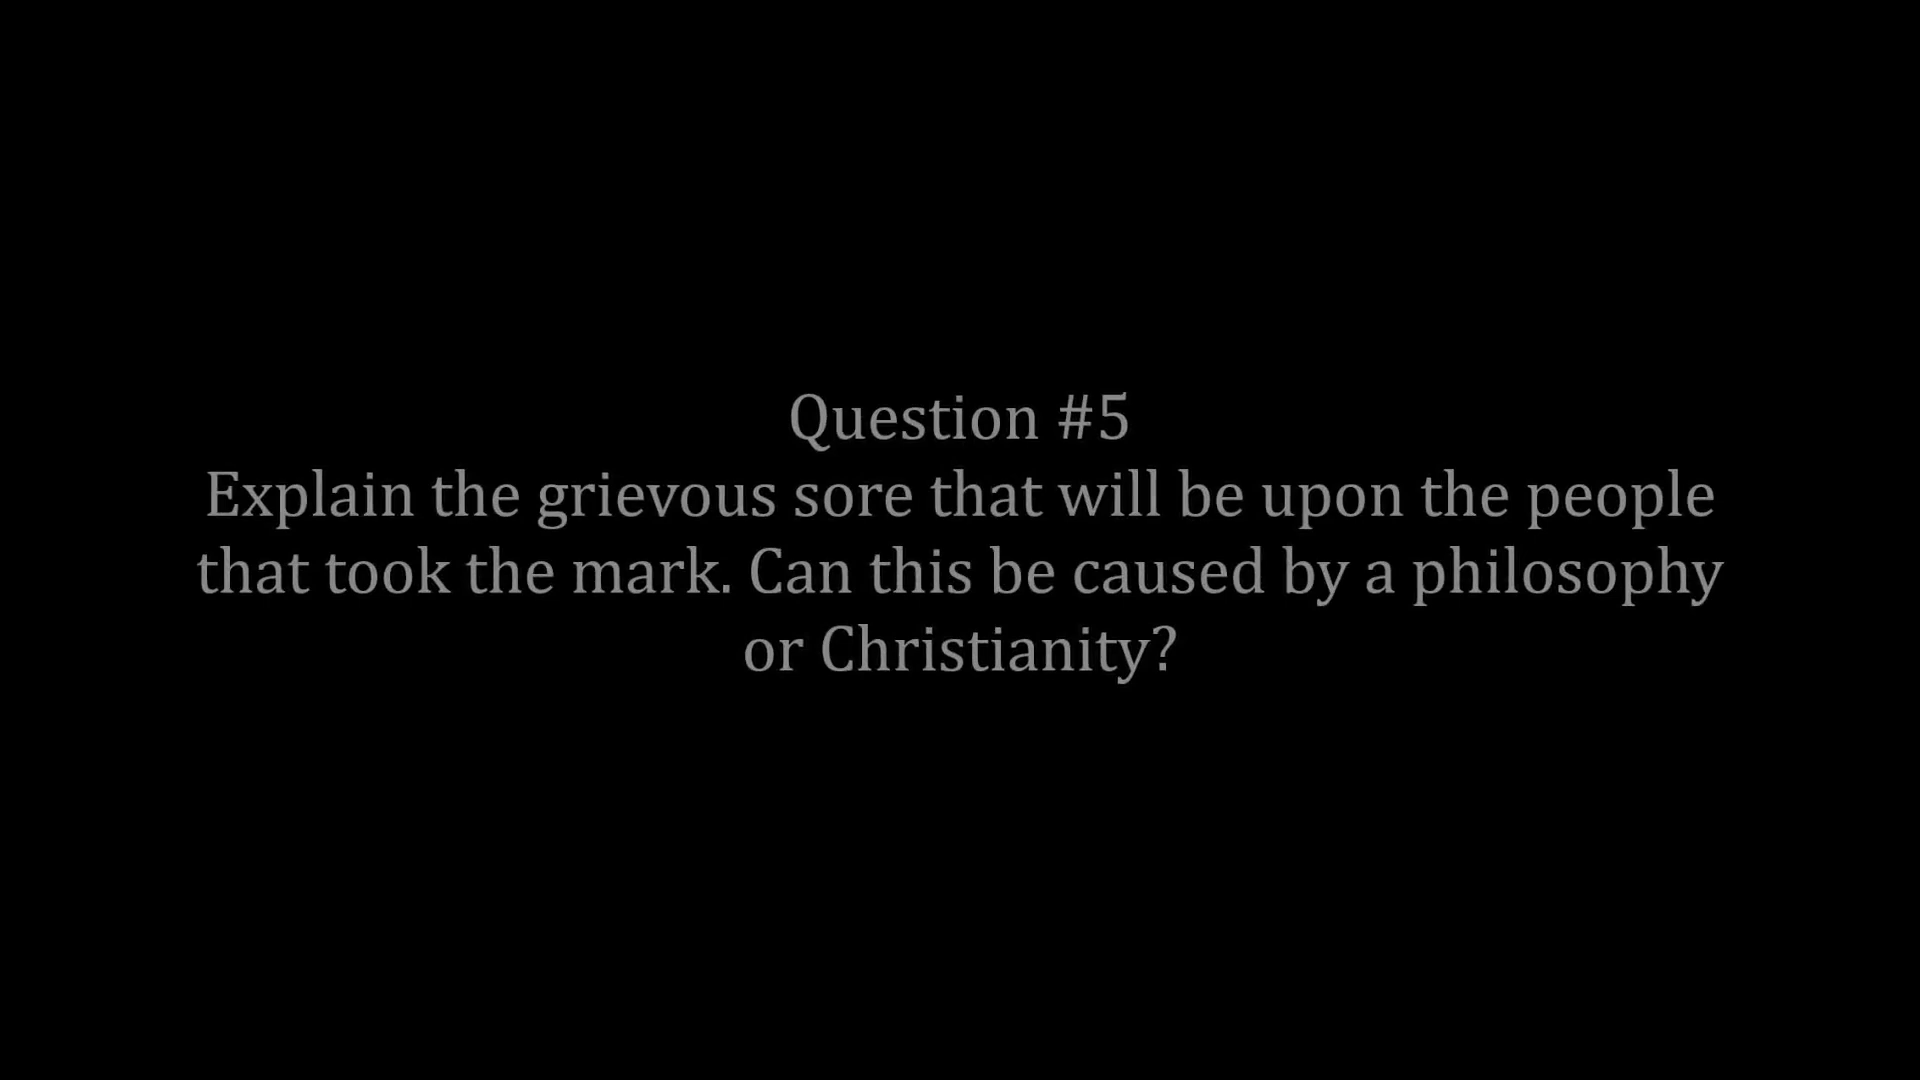 Question #5
Explain the grievous sore that will be upon the people
that took the mark. Can this be caused by a philosophy
or Christianity?